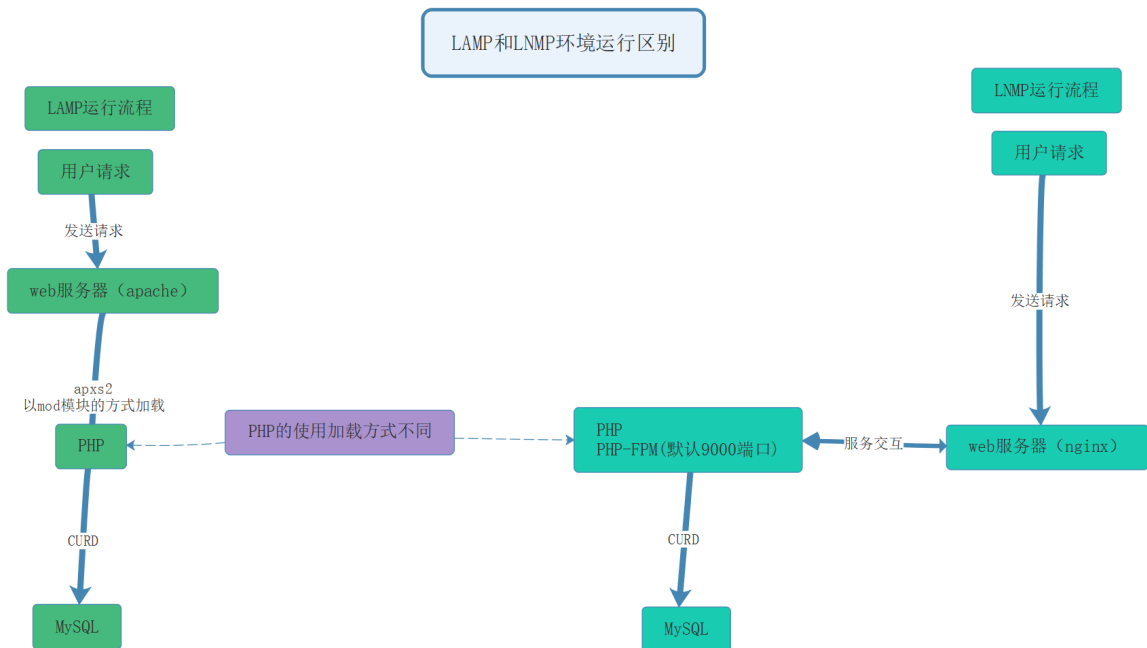 LAMP和LNMP环境运行区别
LAMP运行流程
用户请求
发送请求
web服务器（apache）
apxs2
以mod模块的方式加载
PHP
CURD
MySQL
PHP的使用加载方式不同
LNMP运行流程
用户请求
发送请求
web服务器（nginx）
服务交互
PHP
PHP-FPM(默认9000端口)
CURD
MySQL